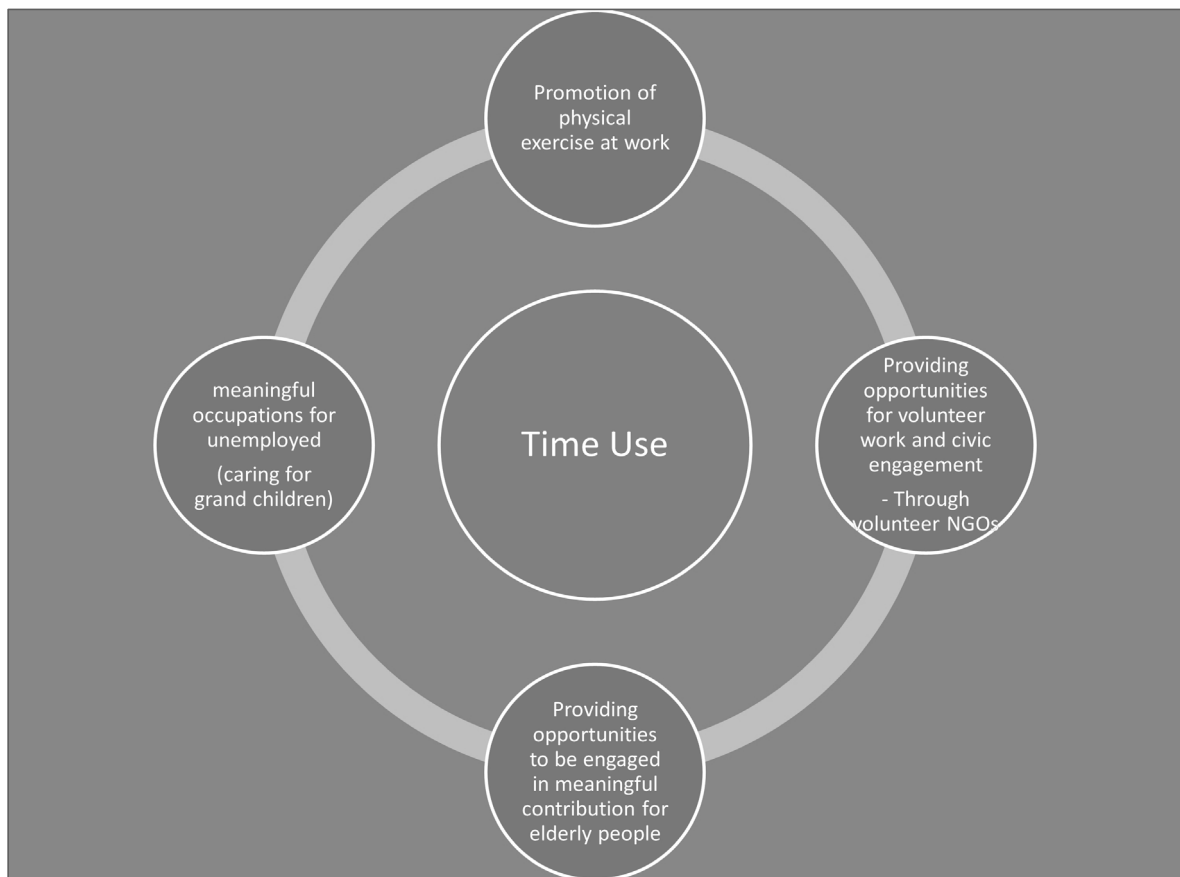 Promotion of
physical
exercise at work
meaningful
occupations for
unemployed
(caring for
grand children)
Time Use
Providing
opportunities
for volunteer
work and civic
engagement
- Through
volunteer NGOs
Providing
opportunities
to be engaged
in meaningful
contribution for
elderly people